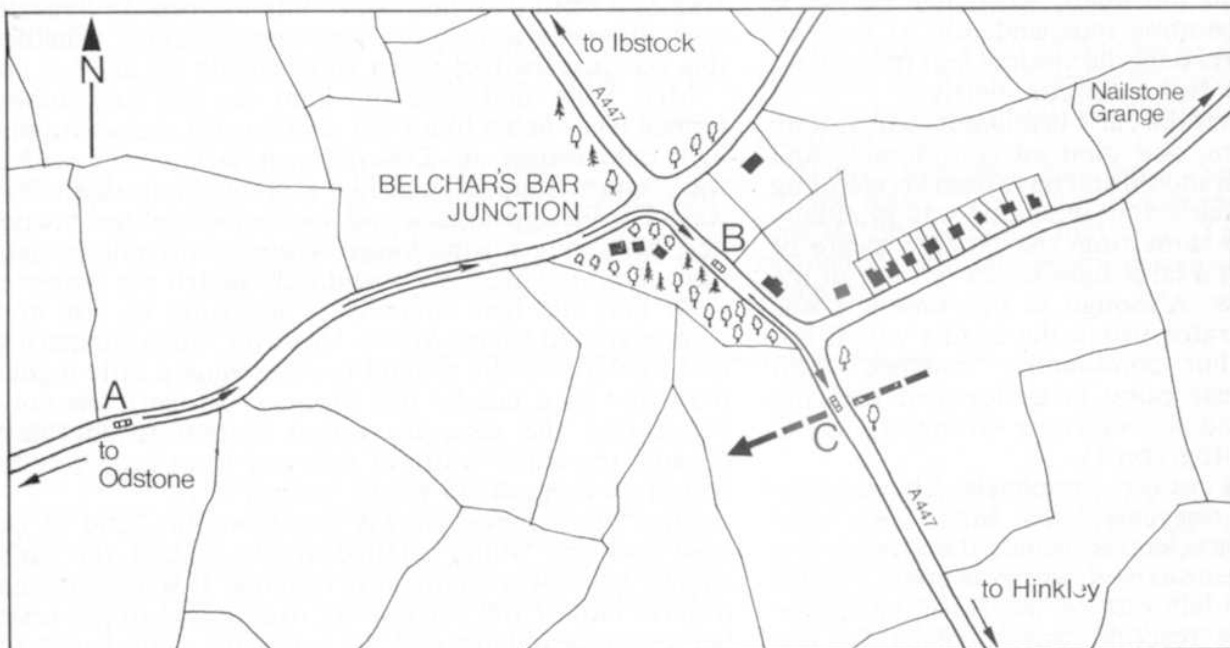 N
to Ibstock
A447
Nailstone
Grange
BELCHAR'S BAR
JUNCTION
B
A
to
Odstone
C
A447
to Hinkley